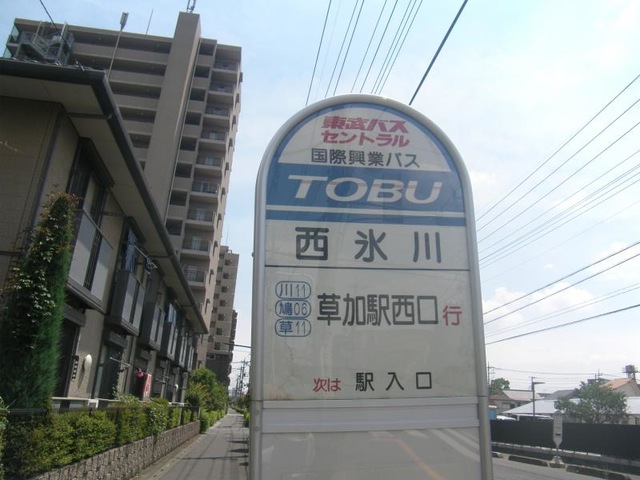 東武バス
セントラル
国際興業バス
TOBU
西氷川
川11
鳩06
草11
草加駅西口行
次は 駅入口